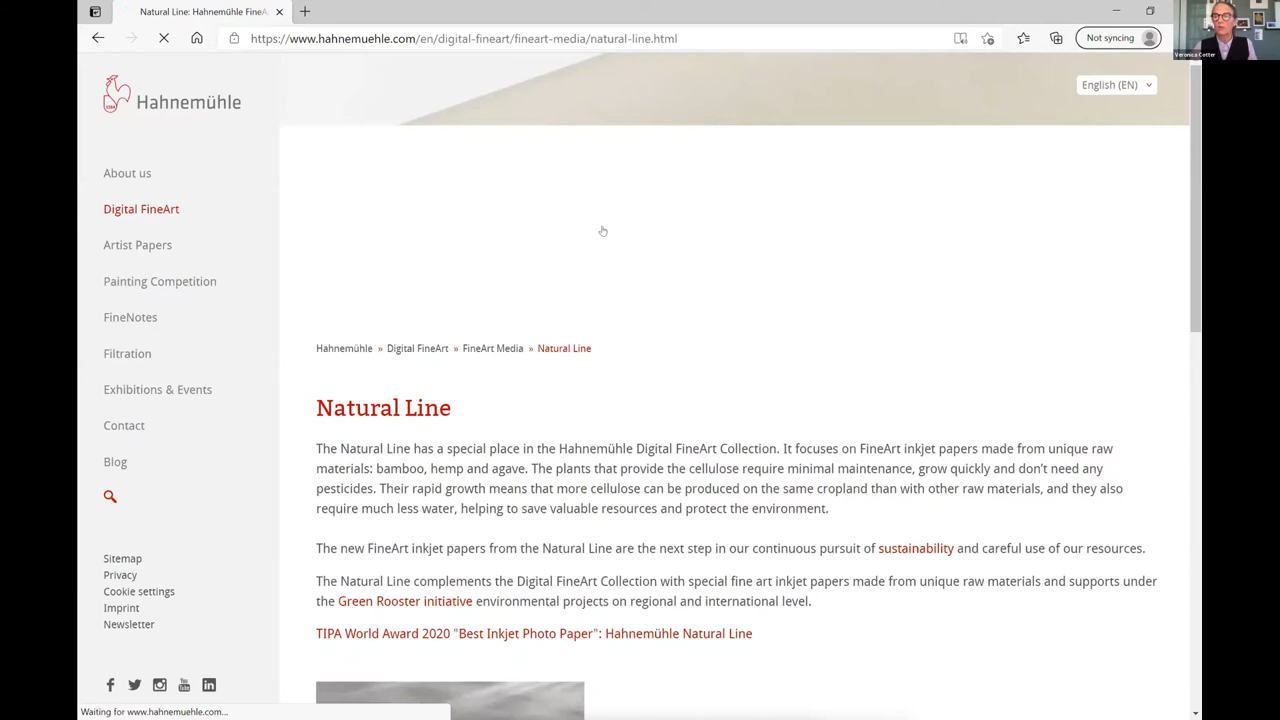 Natural Line: Hahnemühle FineA
https://www.hahnemuehle.com/en/digital-fineart/fineart-media/natural-line.html
Not syncing
Veronica Cotter
Hahnemühle
English (EN)
About us
Digital FineArt
Artist Papers
Painting Competition
FineNotes
Filtration
Exhibitions & Events
Contact
Blog
Sitemap
Privacy
Cookie settings
Imprint
Newsletter
Hahnemühle » Digital FineArt » FineArt Media » Natural Line
Natural Line
The Natural Line has a special place in the Hahnemühle Digital FineArt Collection. It focuses on FineArt inkjet papers made from unique raw
materials: bamboo, hemp and agave. The plants that provide the cellulose require minimal maintenance, grow quickly and don’t need any
pesticides. Their rapid growth means that more cellulose can be produced on the same cropland than with other raw materials, and they also
require much less water, helping to save valuable resources and protect the environment.
The new FineArt inkjet papers from the Natural Line are the next step in our continuous pursuit of sustainability and careful use of our resources.
The Natural Line complements the Digital FineArt Collection with special fine art inkjet papers made from unique raw materials and supports under
the Green Rooster initiative environmental projects on regional and international level.
TIPA World Award 2020 "Best Inkjet Photo Paper": Hahnemühle Natural Line
Waiting for www.hahnemuehle.com...